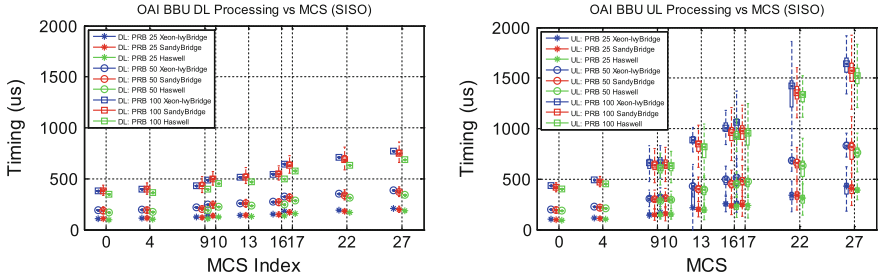 OAI BBU DL Processing vs MCS (SISO)
2000
1500
1000
500
0
Timing (us)
DL: PRB 25 Xeon-IvyBridge
DL: PRB 25 SandyBridge
DL: PRB 25 Haswell
DL: PRB 50 Xeon-IvyBridge
DL: PRB 50 SandyBridge
DL: PRB 50 Haswell
DL: PRB 100 Xeon-IvyBridge
DL: PRB 100 SandyBridge
DL: PRB 100 Haswell
0 4 910 13 1617 22 27
MCS Index
OAI BBU UL Processing vs MCS (SISO)
2000
1500
1000
500
0
Timing (us)
UL: PRB 25 Xeon-IvyBridge
UL: PRB 25 SandyBridge
UL: PRB 25 Haswell
UL: PRB 50 Xeon-IvyBridge
UL: PRB 50 SandyBridge
UL: PRB 50 Haswell
UL: PRB 100 Xeon-IvyBridge
UL: PRB 100 SandyBridge
UL: PRB 100 Haswell
0 4 910 13 1617 22 27
MCS